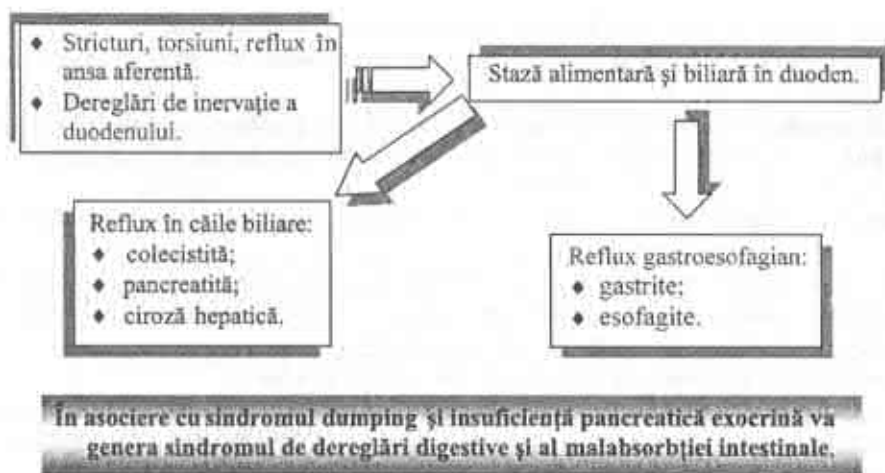 ♦ Stricturi, torsiuni, reflux în
ansa aferentă.
♦ Dereglări de inervație a
duodenului.
Stază alimentară și biliară în duoden.
Reflux în căile biliare:
♦ colecistită;
♦ pancreatită;
♦ ciroză hepatică.
Reflux gastroesofagian:
♦ gastrite;
♦ esofagite.
În asociere cu sindromul dumping și insuficiență pancreatică exocrină va
genera sindromul de dereglări digestive și al malabsorbției intestinale.